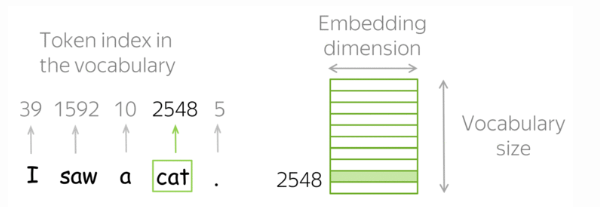 Token index in
the vocabulary
39 1592 10 2548 5
I saw a cat .
Embedding
dimension
Vocabulary
size
2548